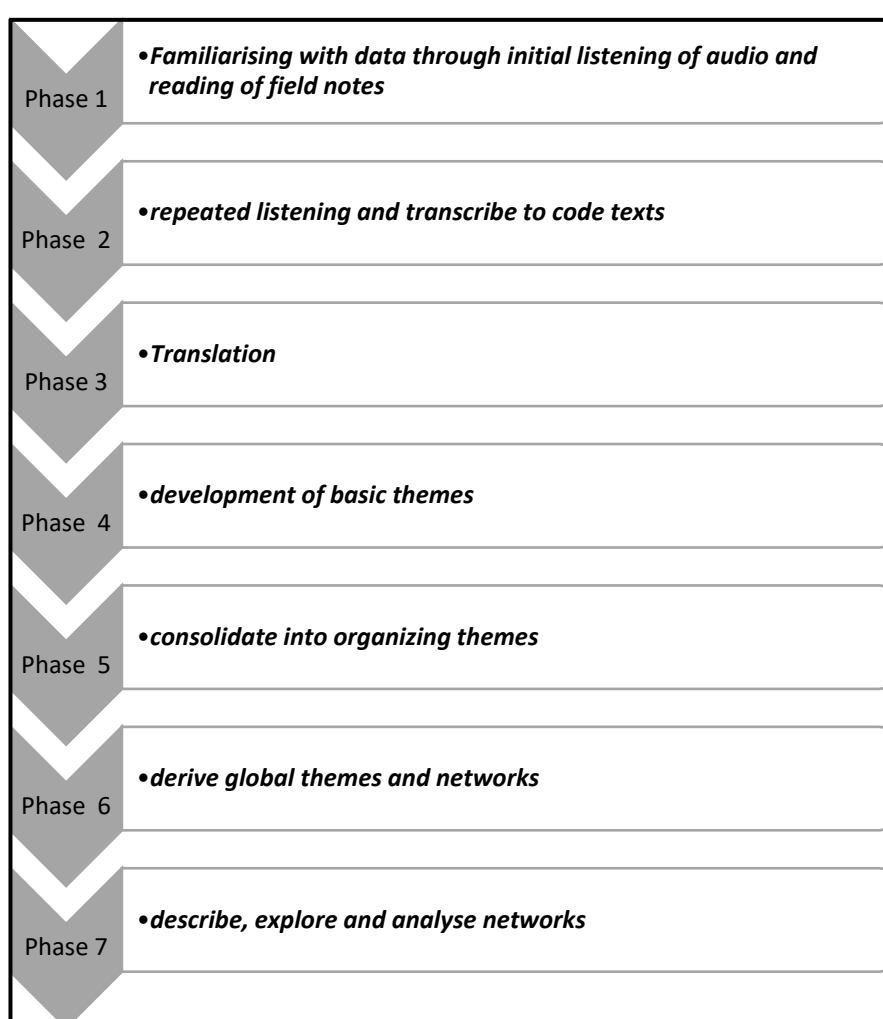 Phase 1
•Familiarising with data through initial listening of audio and
reading of field notes
Phase 2
•repeated listening and transcribe to code texts
Phase 3
•Translation
Phase 4
•development of basic themes
Phase 5
•consolidate into organizing themes
Phase 6
•derive global themes and networks
Phase 7
•describe, explore and analyse networks